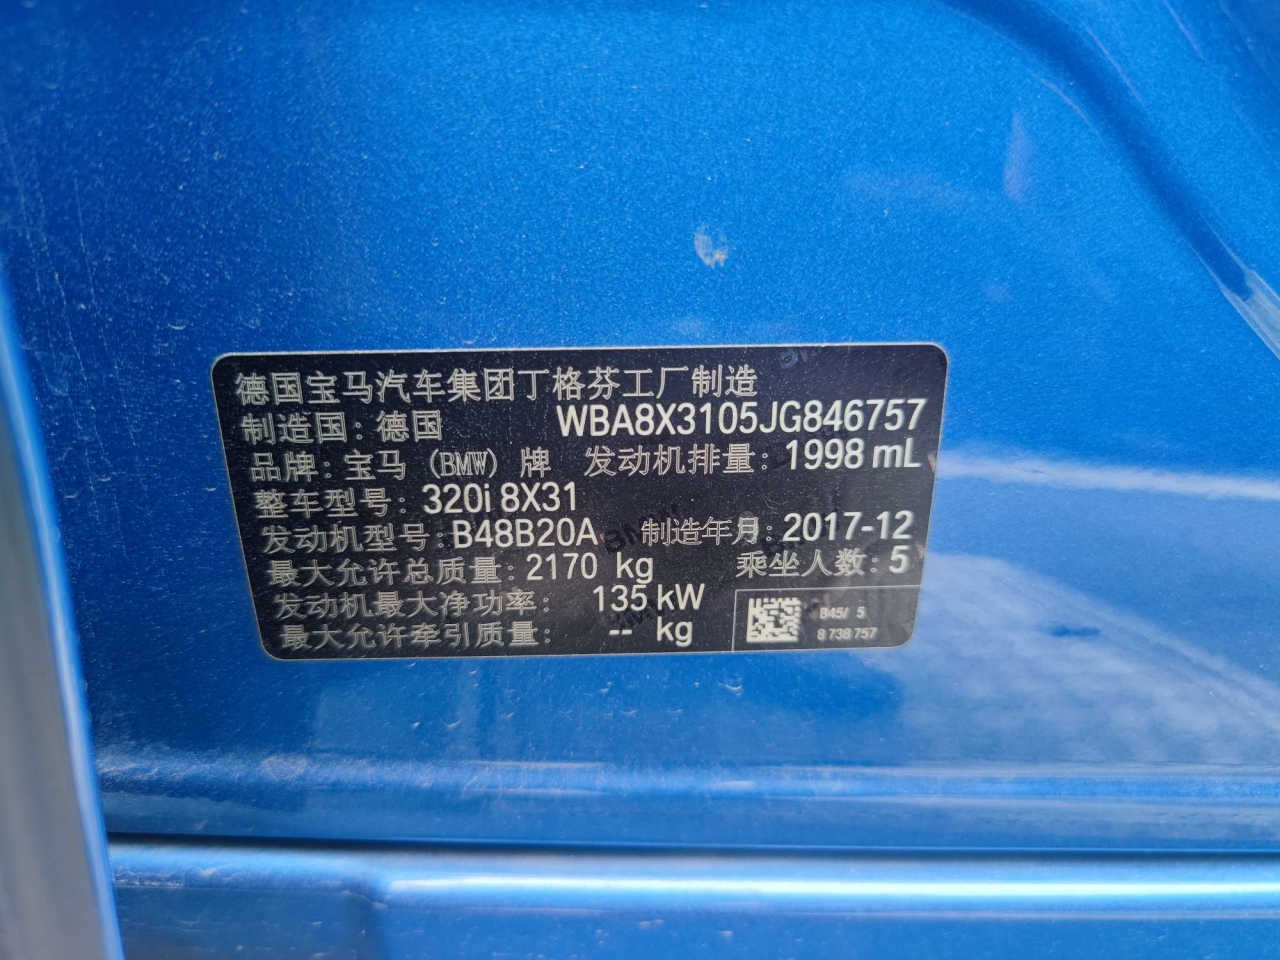 德国宝马汽车集团丁格芬工厂制造
制造国: 德国 WBA8X3105JG846757
品牌: 宝马 (BMW) 牌 发动机排量: 1998 mL
整车型号: 320i 8X31
发动机型号: B48B20A 制造年月: 2017-12
最大允许总质量: 2170 kg 乘坐人数: 5
发动机最大净功率: 135 kW
最大允许牵引质量: -- kg
B45/ 5
8 738 757